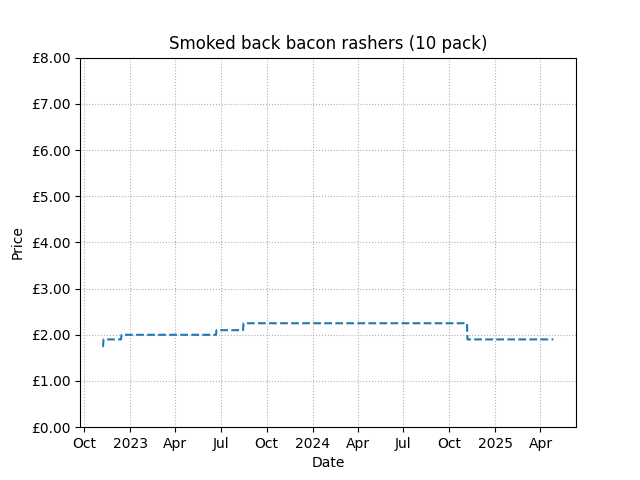 Smoked back bacon rashers (10 pack)
£8.00
£7.00
£6.00
£5.00
£4.00
£3.00
£2.00
£1.00
£0.00
Price
Oct 2023 Apr Jul Oct 2024 Apr Jul Oct 2025 Apr
Date